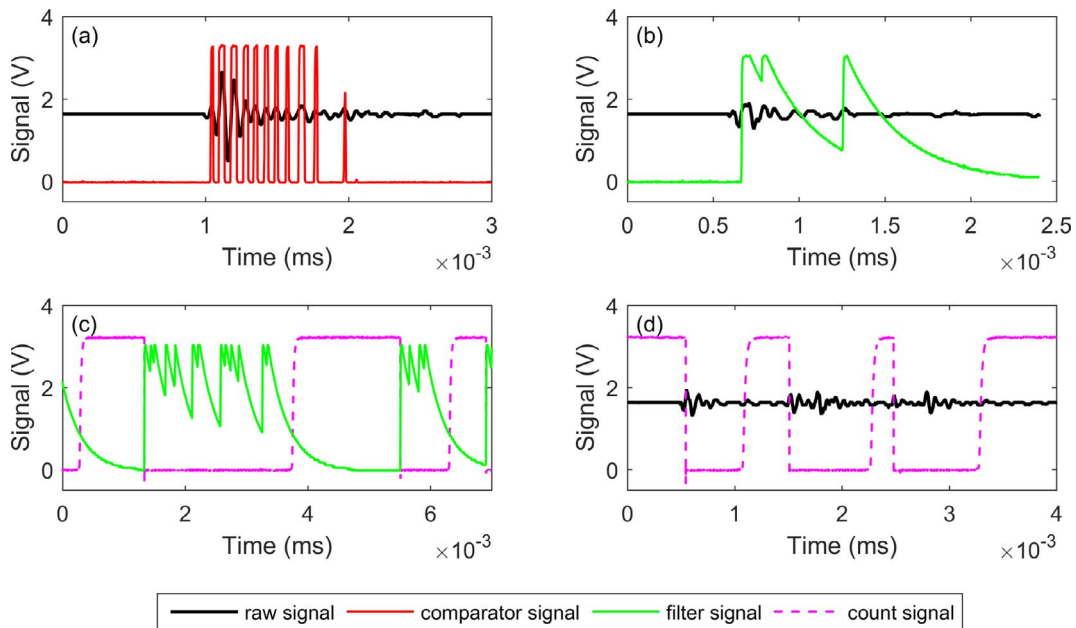 (a)
Signal (V)
4
2
0
0 1 2 3
Time (ms)
×10⁻³
(b)
Signal (V)
4
2
0
0 0.5 1 1.5 2 2.5
Time (ms)
×10⁻³
(c)
Signal (V)
4
2
0
0 2 4 6
Time (ms)
×10⁻³
(d)
Signal (V)
4
2
0
0 1 2 3 4
Time (ms)
×10⁻³
raw signal comparator signal filter signal count signal